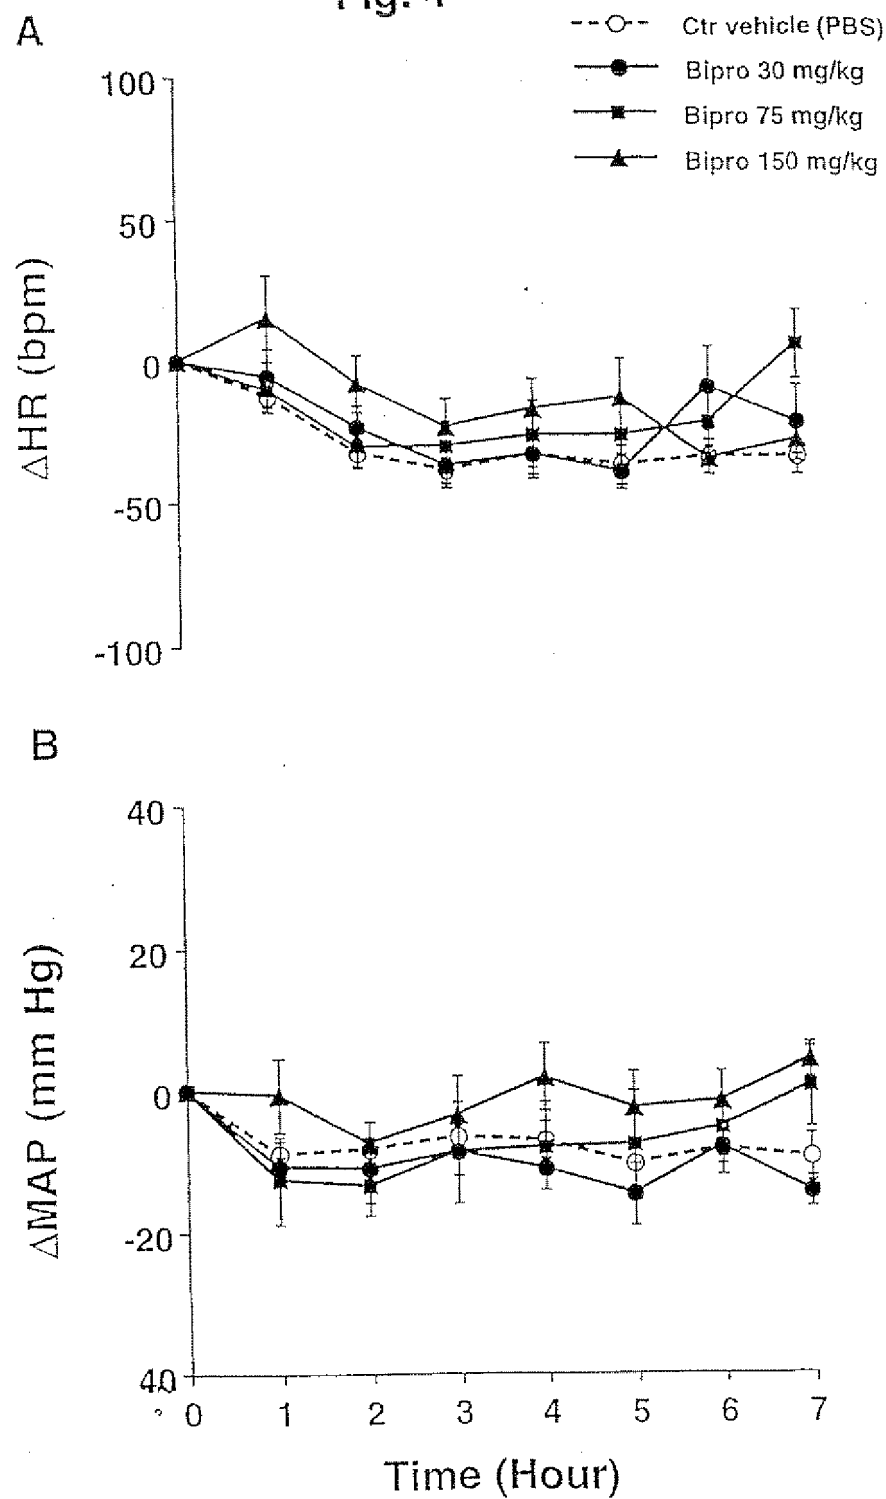 A
Ctr vehicle (PBS)
Bipro 30 mg/kg
Bipro 75 mg/kg
Bipro 150 mg/kg
100
50
0
-50
-100
ΔHR (bpm)
B
40
20
0
-20
40
ΔMAP (mm Hg)
0 1 2 3 4 5 6 7
Time (Hour)